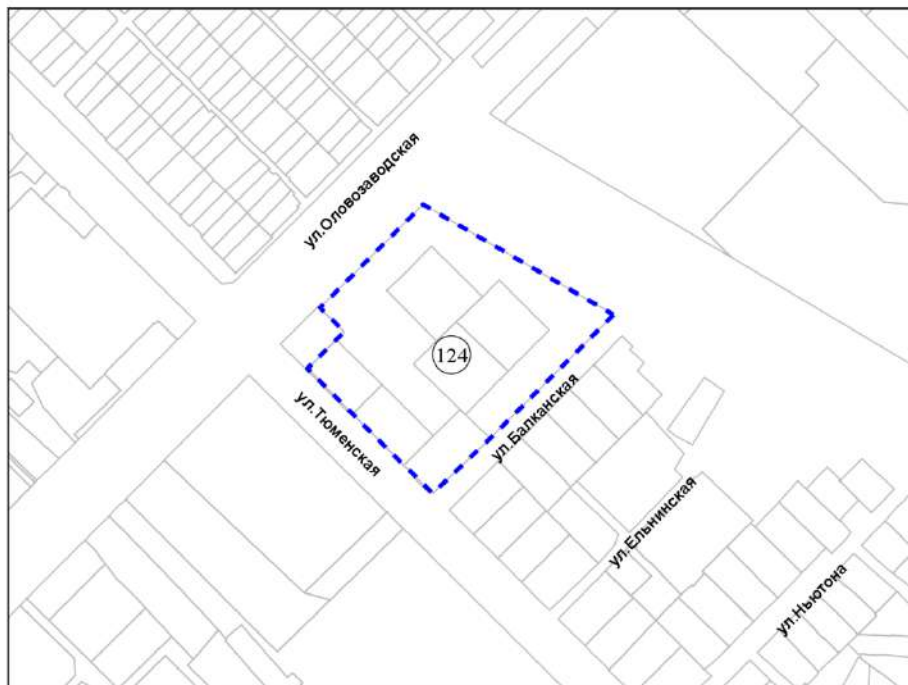 ул.Оловозаводская
124
ул.Тюменская
ул.Балканская
ул.Ельнинская
ул.Ньютона